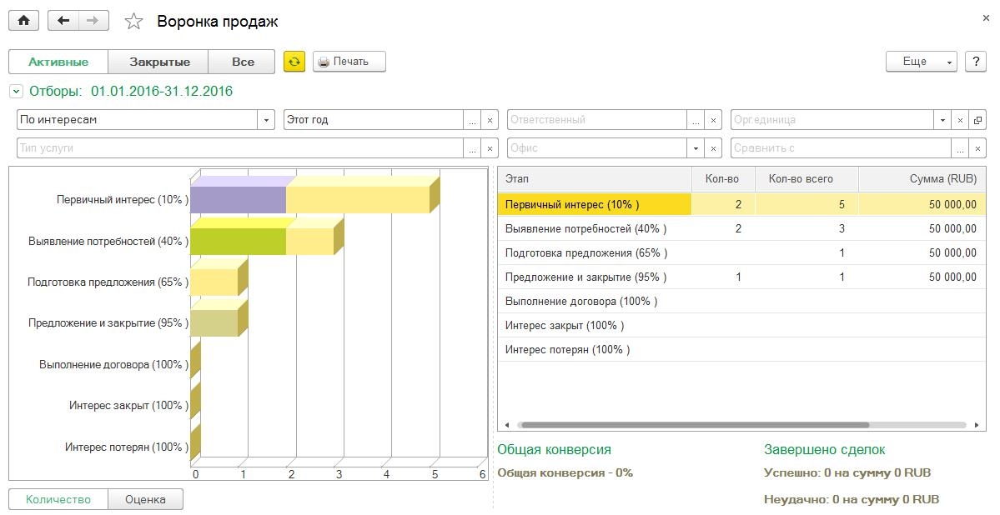 Воронка продаж
×
Активные Закрытые Все Печать Еще ?
Отборы: 01.01.2016-31.12.2016
По интересам Этот год ... × Ответственный ... × Орг.единица ×
Тип услуги ... × Офис × Сравнить с ... ×
Первичный интерес (10% )
Выявление потребностей (40% )
Подготовка предложения (65% )
Предложение и закрытие (95% )
Выполнение договора (100% )
Интерес закрыт (100% )
Интерес потерян (100% )
0 1 2 3 4 5 6
Количество Оценка
Этап Кол-во Кол-во всего Сумма (RUB)
Первичный интерес (10% ) 2 5 50 000,00
Выявление потребностей (40% ) 2 3 50 000,00
Подготовка предложения (65% ) 1 50 000,00
Предложение и закрытие (95% ) 1 1 50 000,00
Выполнение договора (100% )
Интерес закрыт (100% )
Интерес потерян (100% )
Общая конверсия
Общая конверсия - 0%
Завершено сделок
Успешно: 0 на сумму 0 RUB
Неудачно: 0 на сумму 0 RUB